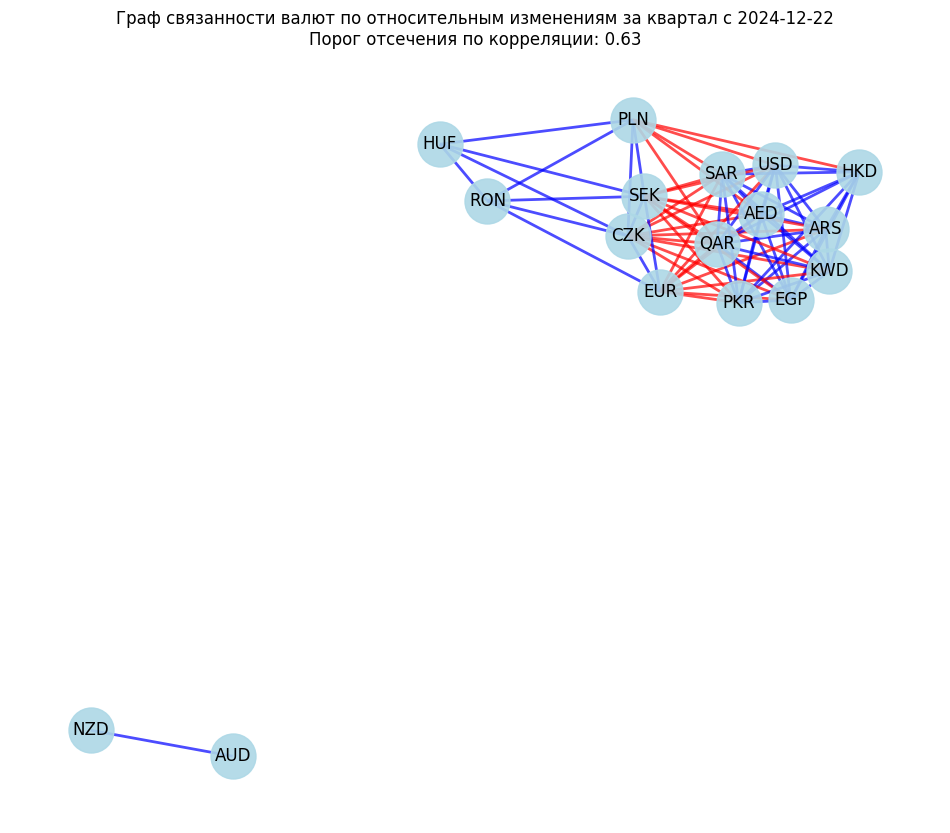 Граф связанности валют по относительным изменениям за квартал с 2024-12-22
Порог отсечения по корреляции: 0.63
PLN
HUF
USD
HKD
SAR
SEK
RON
AED
ARS
CZK
QAR
KWD
EUR
PKR
EGP
NZD
AUD